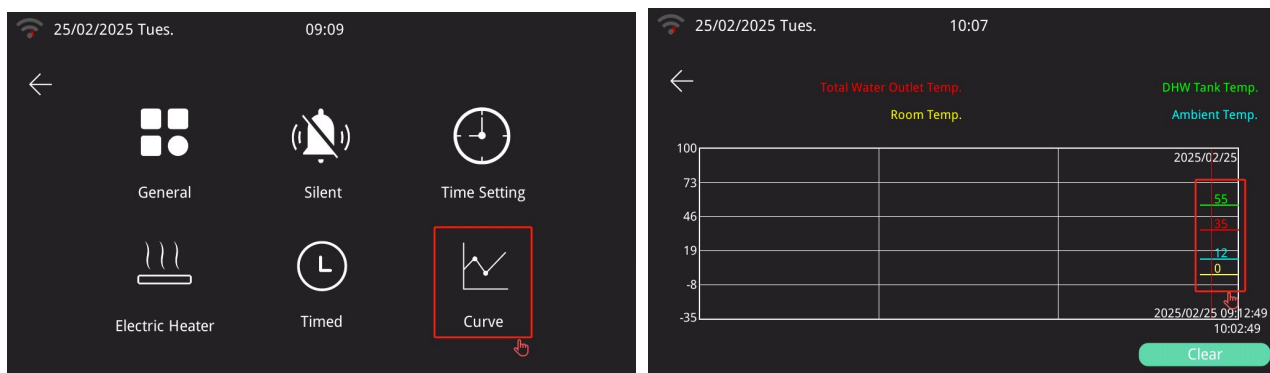 25/02/2025 Tues. 09:09
General Silent Time Setting
Electric Heater Timed Curve
25/02/2025 Tues. 10:07
Total Water Outlet Temp. DHW Tank Temp.
Room Temp. Ambient Temp.
100
2025/02/25
73
55
46
35
19
12
0
-8
-35
2025/02/25 09:12:49
10:02:49
Clear